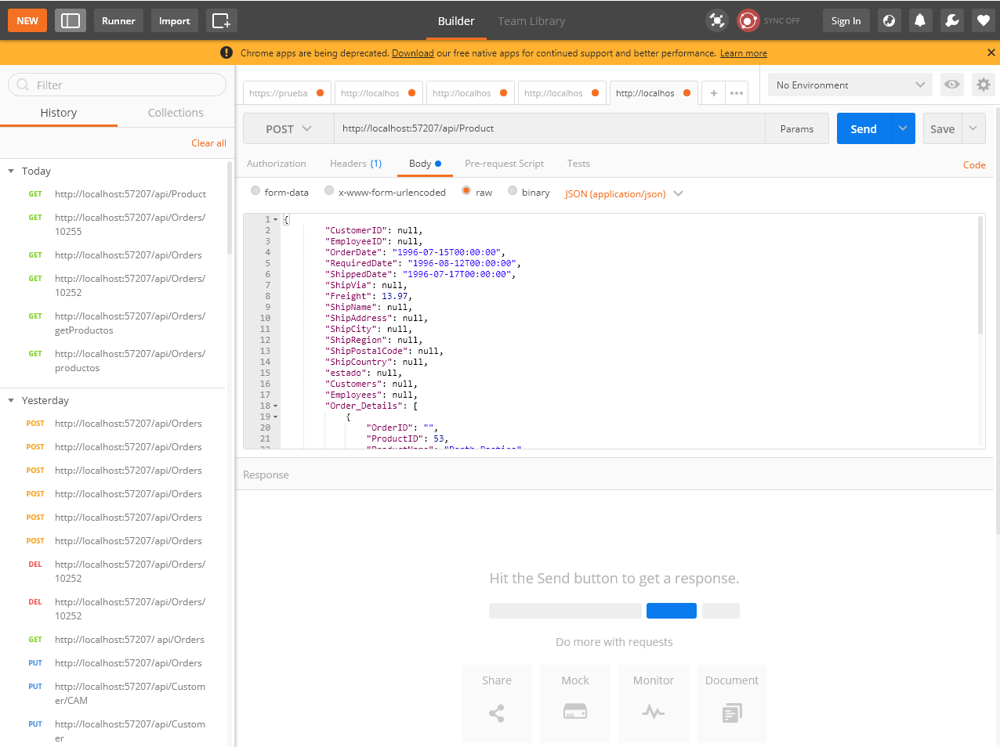 NEW
Runner
Import
Builder
Team Library
SYNC OFF
Sign In
Chrome apps are being deprecated. Download our free native apps for continued support and better performance. Learn more
Filter
History
Collections
Clear all
Today
GET http://localhost:57207/api/Product
GET http://localhost:57207/api/Orders/
10255
GET http://localhost:57207/api/Orders
GET http://localhost:57207/api/Orders/
10252
GET http://localhost:57207/api/Orders/
getProductos
GET http://localhost:57207/api/Orders/
productos
Yesterday
POST http://localhost:57207/api/Orders
POST http://localhost:57207/api/Orders
POST http://localhost:57207/api/Orders
POST http://localhost:57207/api/Orders
POST http://localhost:57207/api/Orders
POST http://localhost:57207/api/Orders
DEL http://localhost:57207/api/Orders/
10252
DEL http://localhost:57207/api/Orders/
10252
GET http://localhost:57207/ api/Orders
PUT http://localhost:57207/api/Orders
PUT http://localhost:57207/api/Custom
er/CAM
PUT http://localhost:57207/api/Custom
er
https://prueba
http://localhos
http://localhos
http://localhos
http://localhos
No Environment
POST
http://localhost:57207/api/Product
Params
Send
Save
Authorization
Headers (1)
Body
Pre-request Script
Tests
Code
form-data
x-www-form-urlencoded
raw
binary
JSON (application/json)
1 {
2 "CustomerID": null,
3 "EmployeeID": null,
4 "OrderDate": "1996-07-15T00:00:00",
5 "RequiredDate": "1996-08-12T00:00:00",
6 "ShippedDate": "1996-07-17T00:00:00",
7 "ShipVia": null,
8 "Freight": 13.97,
9 "ShipName": null,
10 "ShipAddress": null,
11 "ShipCity": null,
12 "ShipRegion": null,
13 "ShipPostalCode": null,
14 "ShipCountry": null,
15 "estado": null,
16 "Customers": null,
17 "Employees": null,
18 "Order_Details": [
19 {
20 "OrderID": "",
21 "ProductID": 53,
22 "ProductName": "Perth Pasties"
Response
Hit the Send button to get a response.
Do more with requests
Share
Mock
Monitor
Document